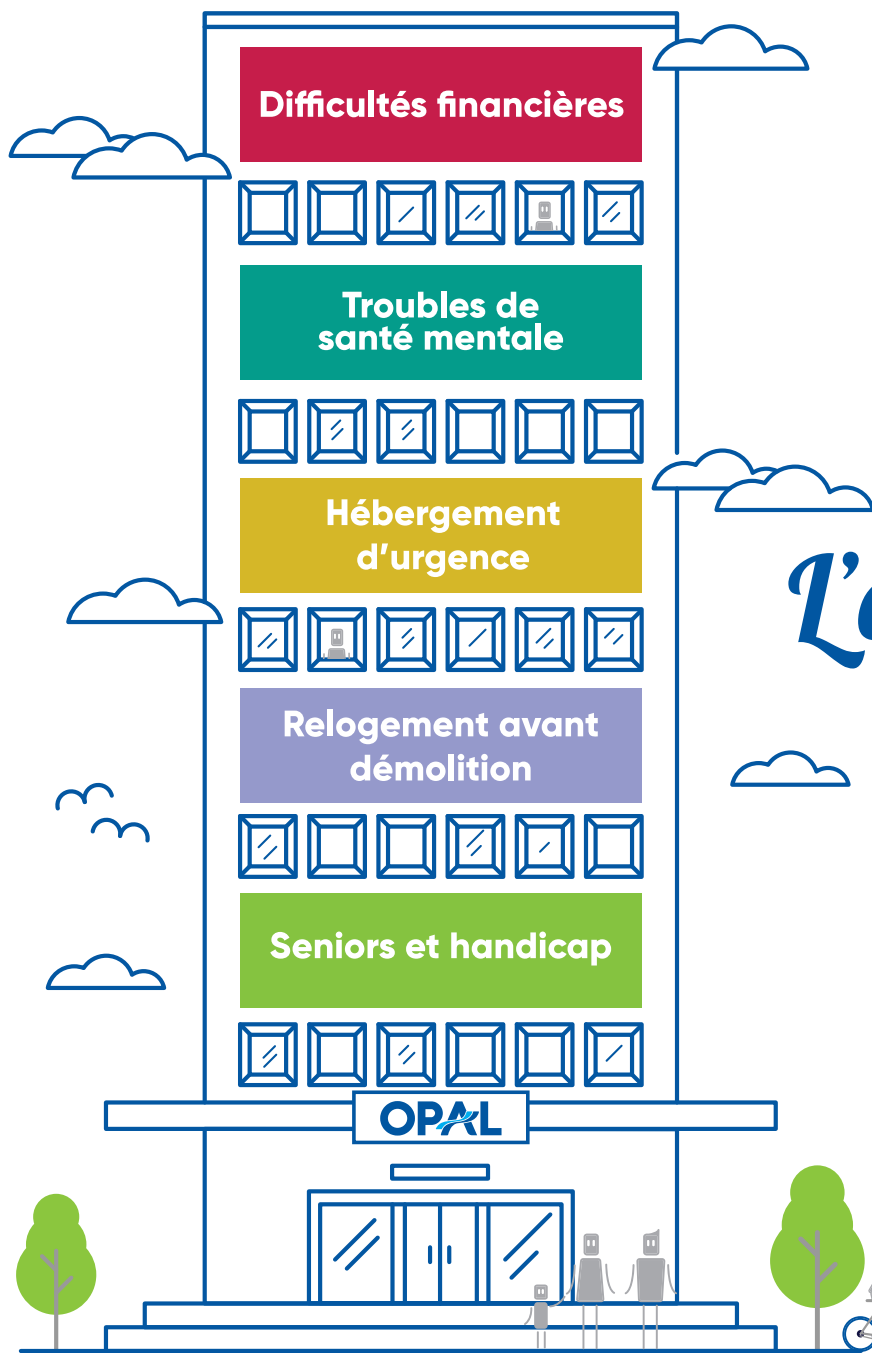 Difficultés financières
Troubles de
santé mentale
Hébergement
d'urgence
L'
Relogement avant
démolition
Seniors et handicap
OPAL